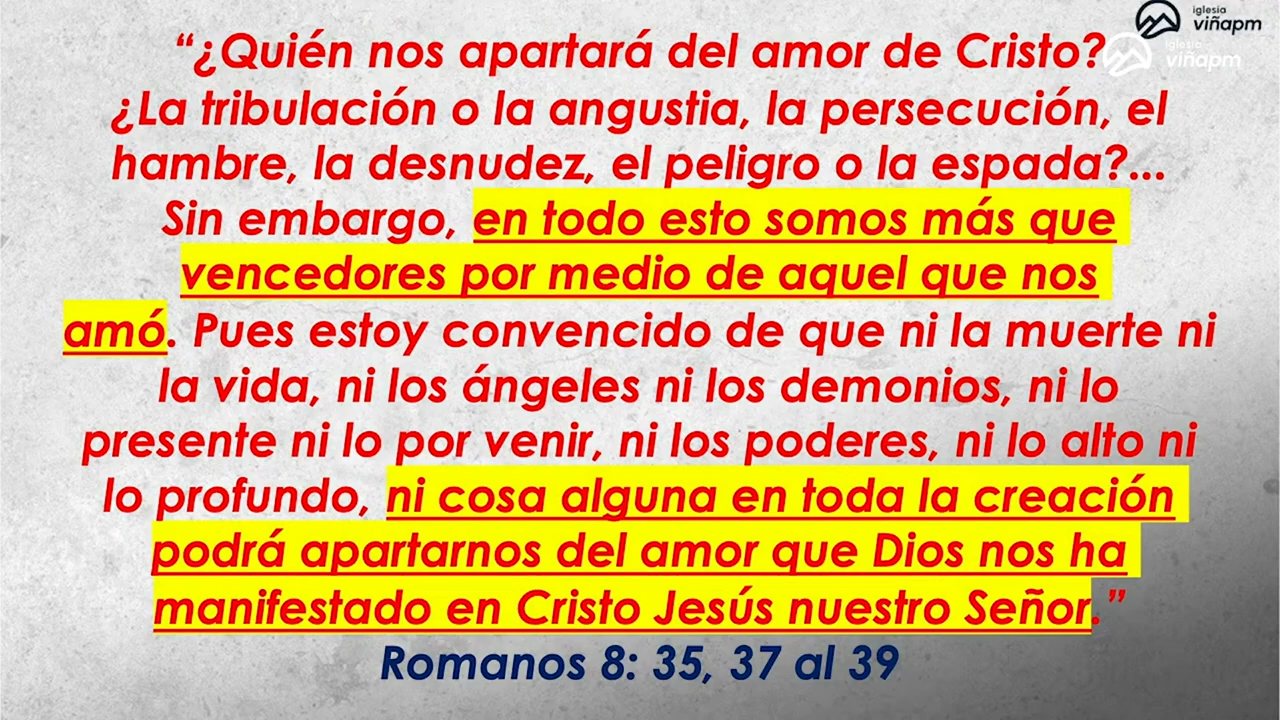 iglesia
viñapm
iglesia
viñapm
“¿Quién nos apartará del amor de Cristo?
¿La tribulación o la angustia, la persecución, el
hambre, la desnudez, el peligro o la espada?...
Sin embargo, en todo esto somos más que
vencedores por medio de aquel que nos
amó. Pues estoy convencido de que ni la muerte ni
la vida, ni los ángeles ni los demonios, ni lo
presente ni lo por venir, ni los poderes, ni lo alto ni
lo profundo, ni cosa alguna en toda la creación
podrá apartarnos del amor que Dios nos ha
manifestado en Cristo Jesús nuestro Señor.”
Romanos 8: 35, 37 al 39